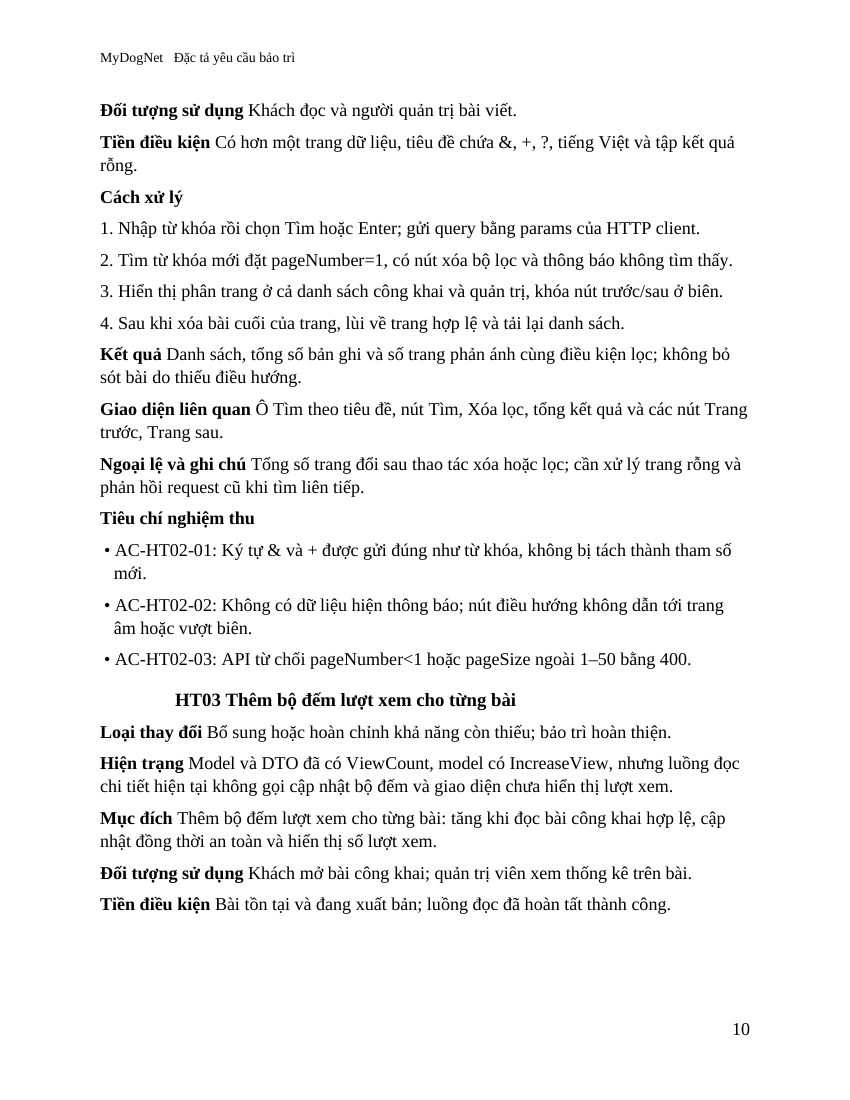 MyDogNet Đặc tả yêu cầu bảo trì
Đối tượng sử dụng Khách đọc và người quản trị bài viết.
Tiền điều kiện Có hơn một trang dữ liệu, tiêu đề chứa &, +, ?, tiếng Việt và tập kết quả
rỗng.
Cách xử lý
1. Nhập từ khóa rồi chọn Tìm hoặc Enter; gửi query bằng params của HTTP client.
2. Tìm từ khóa mới đặt pageNumber=1, có nút xóa bộ lọc và thông báo không tìm thấy.
3. Hiển thị phân trang ở cả danh sách công khai và quản trị, khóa nút trước/sau ở biên.
4. Sau khi xóa bài cuối của trang, lùi về trang hợp lệ và tải lại danh sách.
Kết quả Danh sách, tổng số bản ghi và số trang phản ánh cùng điều kiện lọc; không bỏ
sót bài do thiếu điều hướng.
Giao diện liên quan Ô Tìm theo tiêu đề, nút Tìm, Xóa lọc, tổng kết quả và các nút Trang
trước, Trang sau.
Ngoại lệ và ghi chú Tổng số trang đổi sau thao tác xóa hoặc lọc; cần xử lý trang rỗng và
phản hồi request cũ khi tìm liên tiếp.
Tiêu chí nghiệm thu
• AC-HT02-01: Ký tự & và + được gửi đúng như từ khóa, không bị tách thành tham số
mới.
• AC-HT02-02: Không có dữ liệu hiện thông báo; nút điều hướng không dẫn tới trang
âm hoặc vượt biên.
• AC-HT02-03: API từ chối pageNumber<1 hoặc pageSize ngoài 1–50 bằng 400.
HT03 Thêm bộ đếm lượt xem cho từng bài
Loại thay đổi Bổ sung hoặc hoàn chỉnh khả năng còn thiếu; bảo trì hoàn thiện.
Hiện trạng Model và DTO đã có ViewCount, model có IncreaseView, nhưng luồng đọc
chi tiết hiện tại không gọi cập nhật bộ đếm và giao diện chưa hiển thị lượt xem.
Mục đích Thêm bộ đếm lượt xem cho từng bài: tăng khi đọc bài công khai hợp lệ, cập
nhật đồng thời an toàn và hiển thị số lượt xem.
Đối tượng sử dụng Khách mở bài công khai; quản trị viên xem thống kê trên bài.
Tiền điều kiện Bài tồn tại và đang xuất bản; luồng đọc đã hoàn tất thành công.
10